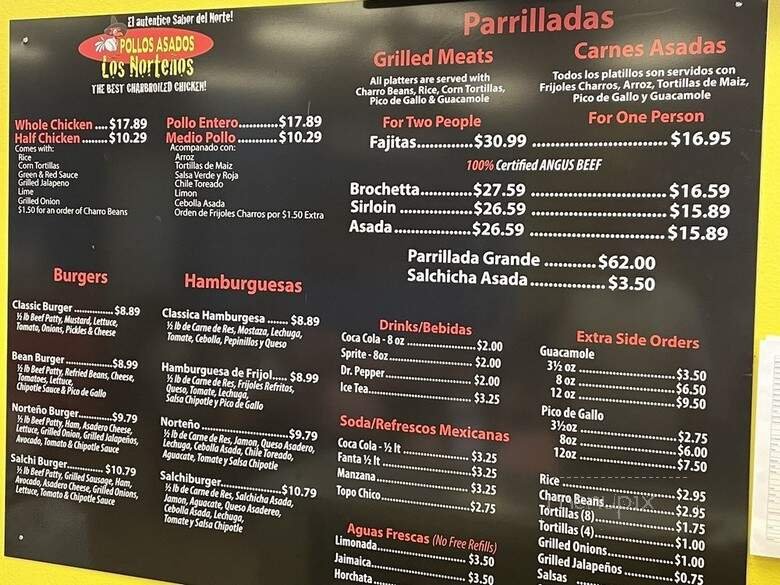 El autentico Sabor del Norte!
POLLOS ASADOS
Los Norteños
THE BEST CHARBROILED CHICKEN!
Whole Chicken .... $17.89
Half Chicken ........ $10.29
Comes with:
Rice
Corn Tortillas
Green & Red Sauce
Grilled Jalapeno
Lime
Grilled Onion
$1.50 for an order of Charro Beans
Pollo Entero...........$17.89
Medio Pollo ...........$10.29
Acompanado con:
Arroz
Tortillas de Maiz
Salsa Verde y Roja
Chile Toreado
Limon
Cebolla Asada
Orden de Frijoles Charros por $1.50 Extra
Burgers
Classic Burger ............ $8.89
½ lb Beef Patty, Mustard, Lettuce,
Tomato, Onions, Pickles & Cheese
Bean Burger ..............$8.99
½ lb Beef Patty, Refried Beans, Cheese,
Tomatoes, Lettuce,
Chipotle Sauce & Pico de Gallo
Norteño Burger..........$9.79
½ lb Beef Patty, Ham, Asadero Cheese,
Lettuce, Grilled Onion, Grilled Jalapeños,
Avocado, Tomato & Chipotle Sauce
Salchi Burger............$10.79
½ lb Beef Patty, Grilled Sausage, Ham,
Avocado, Asadero Cheese, Grilled Onions,
Lettuce, Tomato & Chipotle Sauce
Hamburguesas
Classica Hamburgesa ...... $8.89
½ lb de Carne de Res, Mostaza, Lechuga,
Tomate, Cebolla, Pepinillos y Queso
Hamburguesa de Frijol.... $8.99
½ lb de Carne de Res, Frijoles Refritos,
Queso, Tomate, Lechuga,
Salsa Chipotle y Pico de Gallo
Norteño .........................$9.79
½ lb de Carne de Res, Jamon, Queso Asadero,
Lechuga, Cebolla Asada, Chile Toreado,
Aguacate, Tomate y Salsa Chipotle
Salchiburger...................$10.79
½ lb de Carne de Res, Salchicha Asada,
Jamon, Aguacate, Queso Asadereo,
Cebolla Asada, Lechuga,
Tomate y Salsa Chipotle
Parrilladas
Grilled Meats
All platters are served with
Charro Beans, Rice, Corn Tortillas,
Pico de Gallo & Guacamole
Carnes Asadas
Todos los platillos son servidos con
Frijoles Charros, Arroz, Tortillas de Maiz,
Pico de Gallo y Guacamole
For Two People
For One Person
Fajitas...........$30.99 ........................ $16.95
100% Certified ANGUS BEEF
Brochetta...........$27.59 ........................ $16.59
Sirloin ..............$26.59 ........................ $15.89
Asada...............$26.59 ........................ $15.89
Parrillada Grande ...........$62.00
Salchicha Asada...............$3.50
Drinks/Bebidas
Coca Cola - 8 oz ..................$2.00
Sprite - 8oz.........................$2.00
Dr. Pepper...........................$2.00
Ice Tea................................$3.25
Soda/Refrescos Mexicanas
Coca Cola - ½ lt ..................$3.25
Fanta ½ lt ..........................$3.25
Manzana.............................$3.25
Topo Chico..........................$2.75
Aguas Frescas (No Free Refills)
Limonada............................$3.50
Jaimaica..............................$3.50
Horchata.............................$3.50
Extra Side Orders
Guacamole
3½ oz ...........................$3.50
8 oz ..............................$6.50
12 oz ............................$9.50
Pico de Gallo
3½oz ............................$2.75
8oz ...............................$6.00
12oz .............................$7.50
Rice ....................................$2.95
Charro Beans.......................$2.95
Tortillas (8)..........................$1.75
Tortillas (4)..........................$1.00
Grilled Onions......................$1.00
Grilled Jalapeños..................$0.75
Salsas